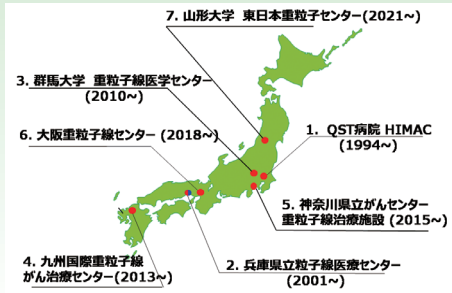 7. 山形大学 東日本重粒子センター(2021~)
3. 群馬大学 重粒子線医学センター
(2010~)
6. 大阪重粒子線センター (2018~)
1. QST病院 HIMAC
(1994~)
5. 神奈川県立がんセンター
重粒子線治療施設 (2015~)
4. 九州国際重粒子線
がん治療センター(2013~)
2. 兵庫県立粒子線医療センター
(2001~)